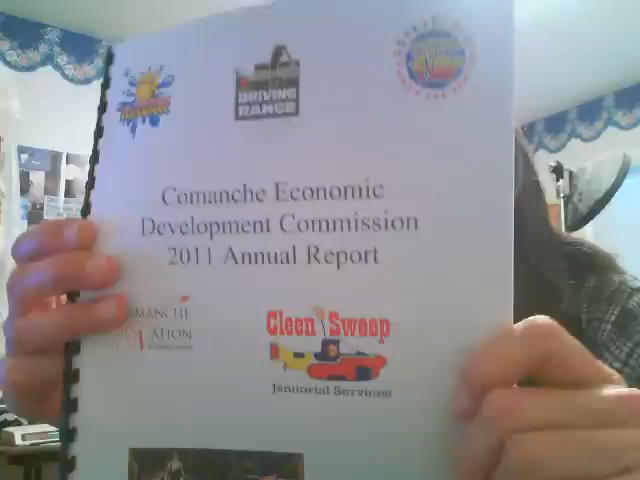 DRIVING
RANGE
Comanche Economic
Development Commission
2011 Annual Report
Cleen Sweep
Janitorial Services